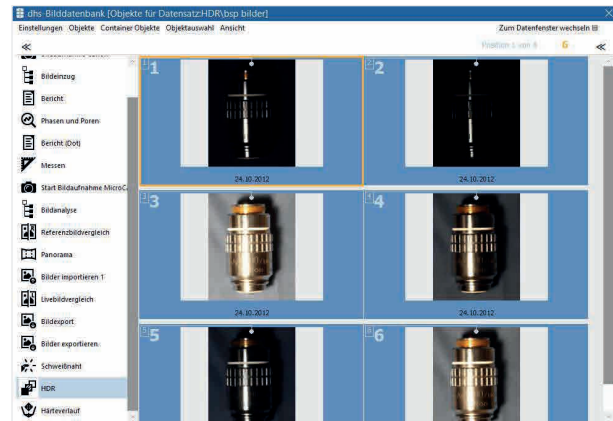 dhs-Bilddatenbank [Objekte für Datensatz:HDR\bsp bilder]
Einstellungen Objekte Container Objekte Objektauswahl Ansicht
Zum Datenfenster wechseln
Position 1 von 8 6
Bildeinzug
Bericht
Phasen und Poren
Bericht (Dot)
Messen
Start Bildaufnahme MicroCa
Bildanalyse
Referenzbildvergleich
Panorama
Bilder importieren 1
Livebildvergleich
Bildexport
Bilder exportieren.
Schweißnaht
HDR
Härteverlauf
1
24.10.2012
2
24.10.2012
3
24.10.2012
4
24.10.2012
5
6